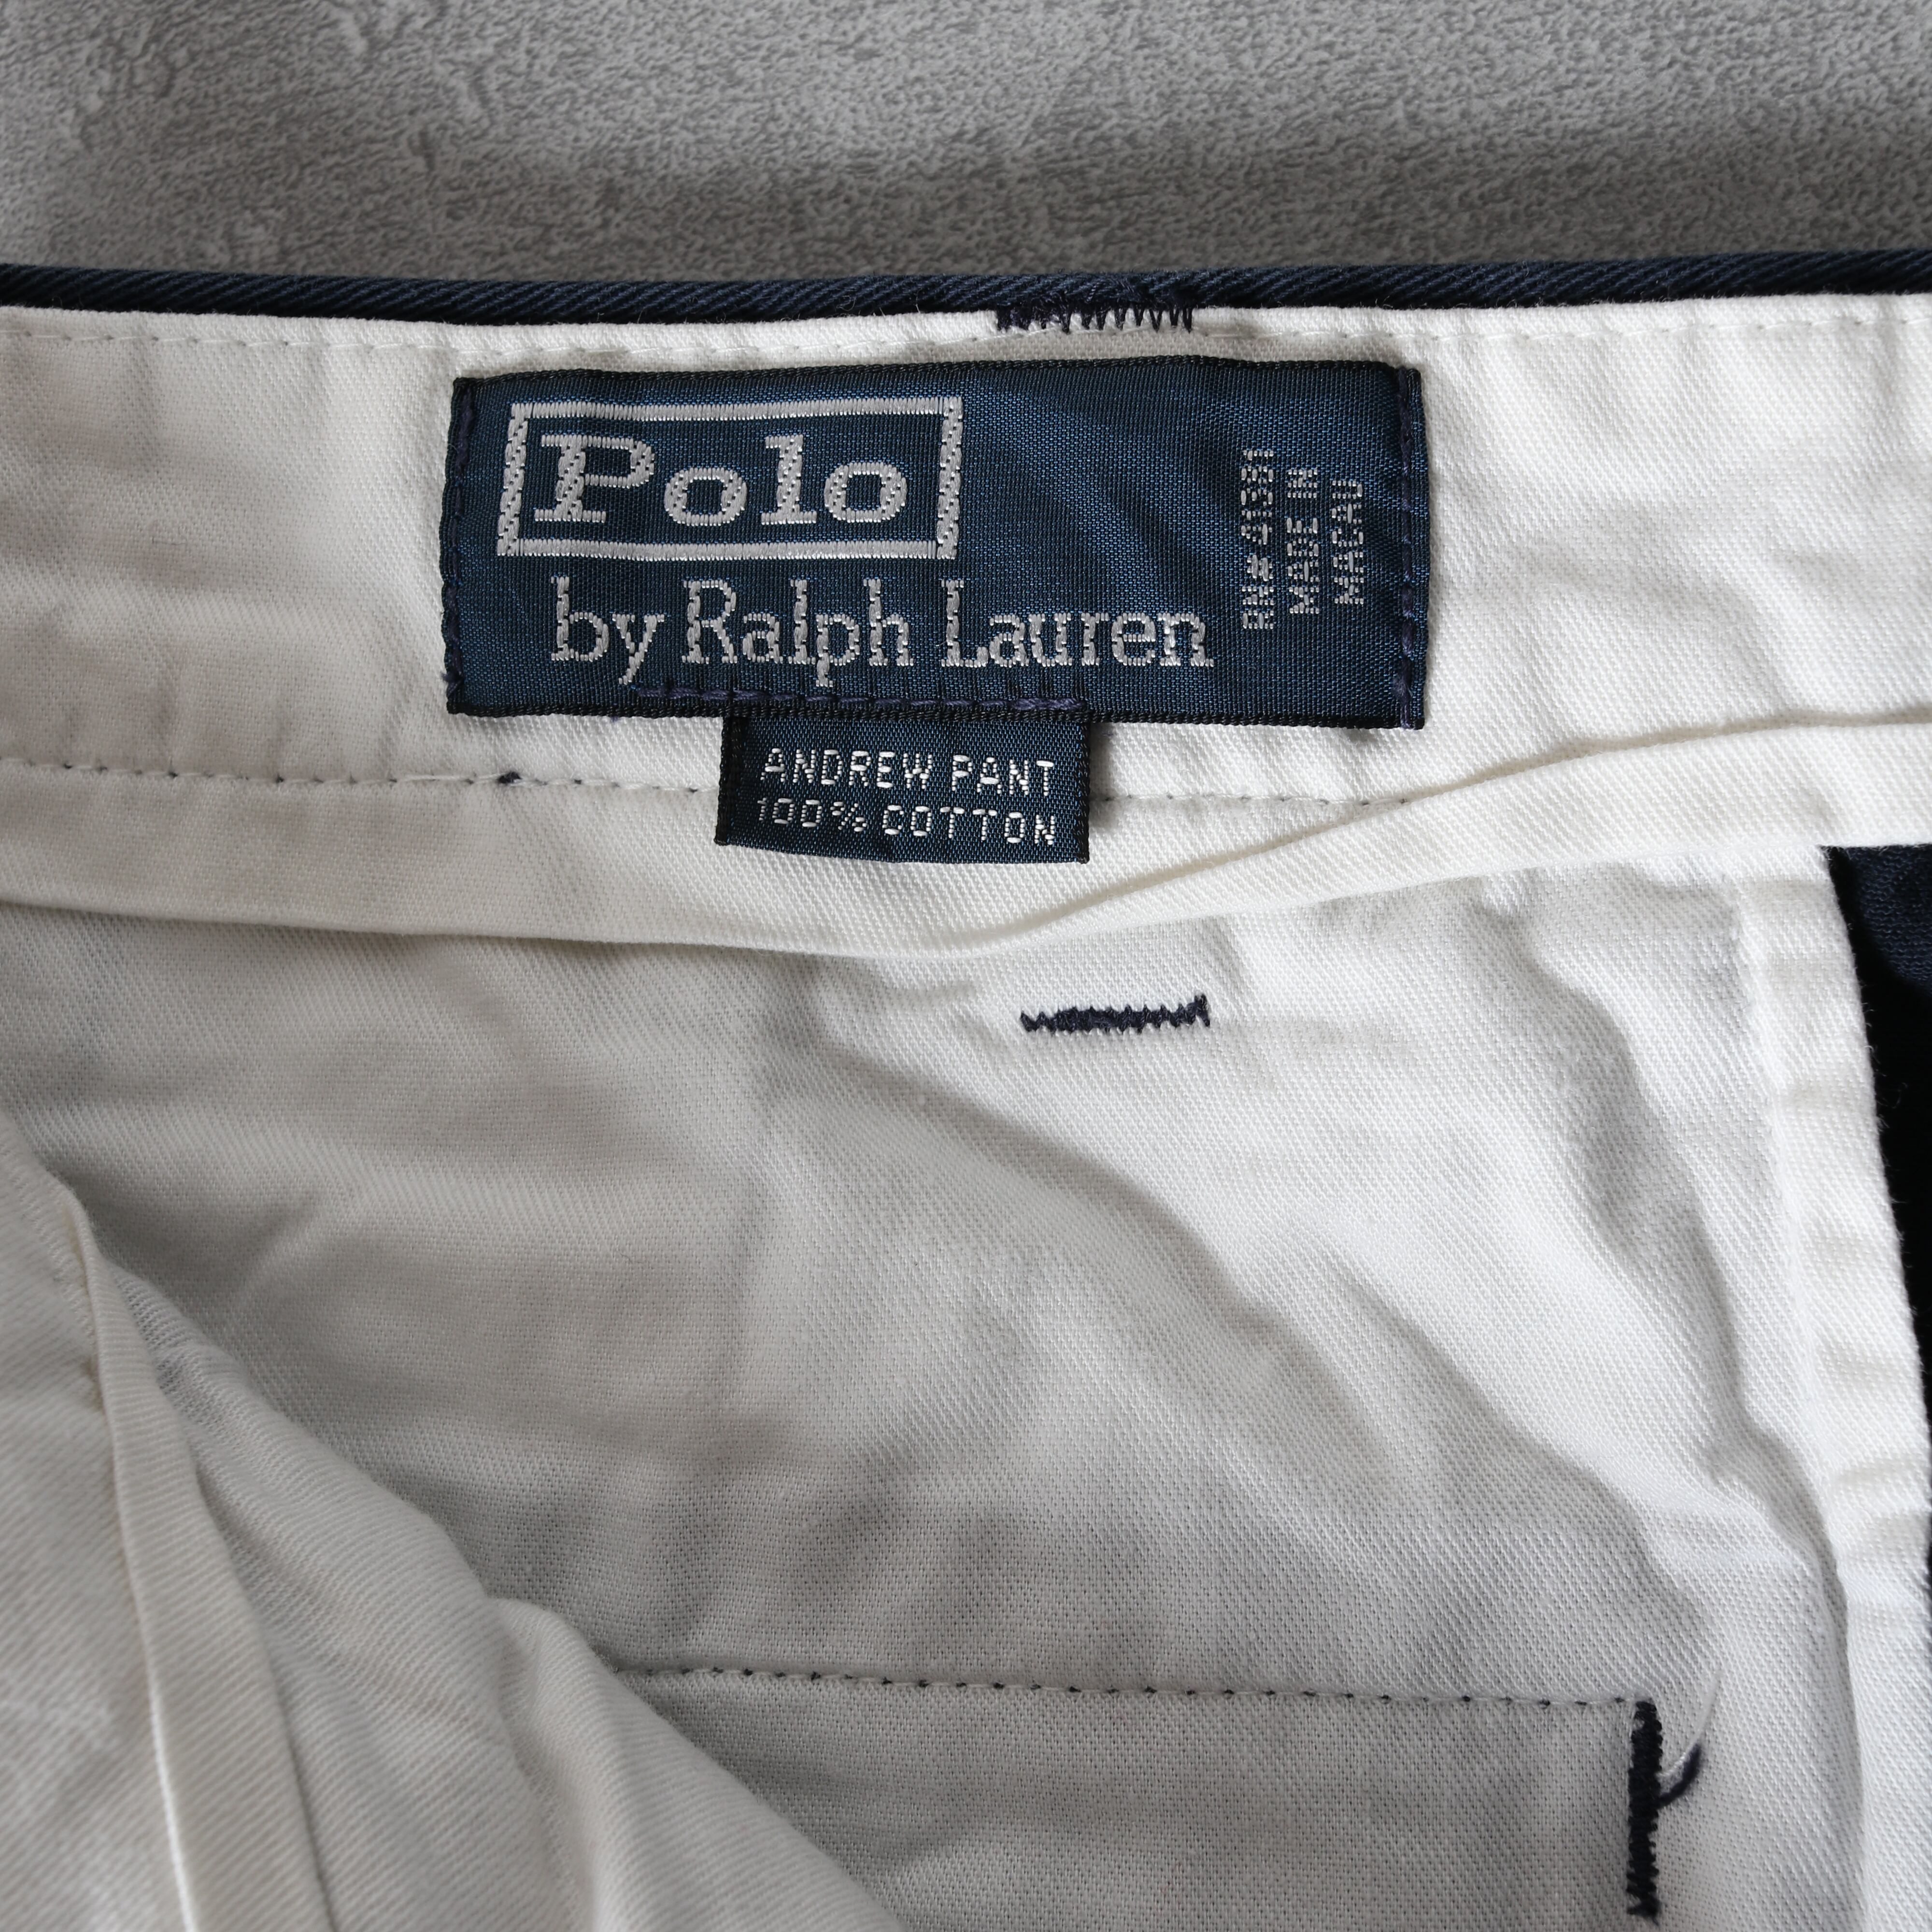 Polo
by Ralph Lauren
RN# 41381
MADE IN
MACAU
ANDREW PANT
100% COTTON